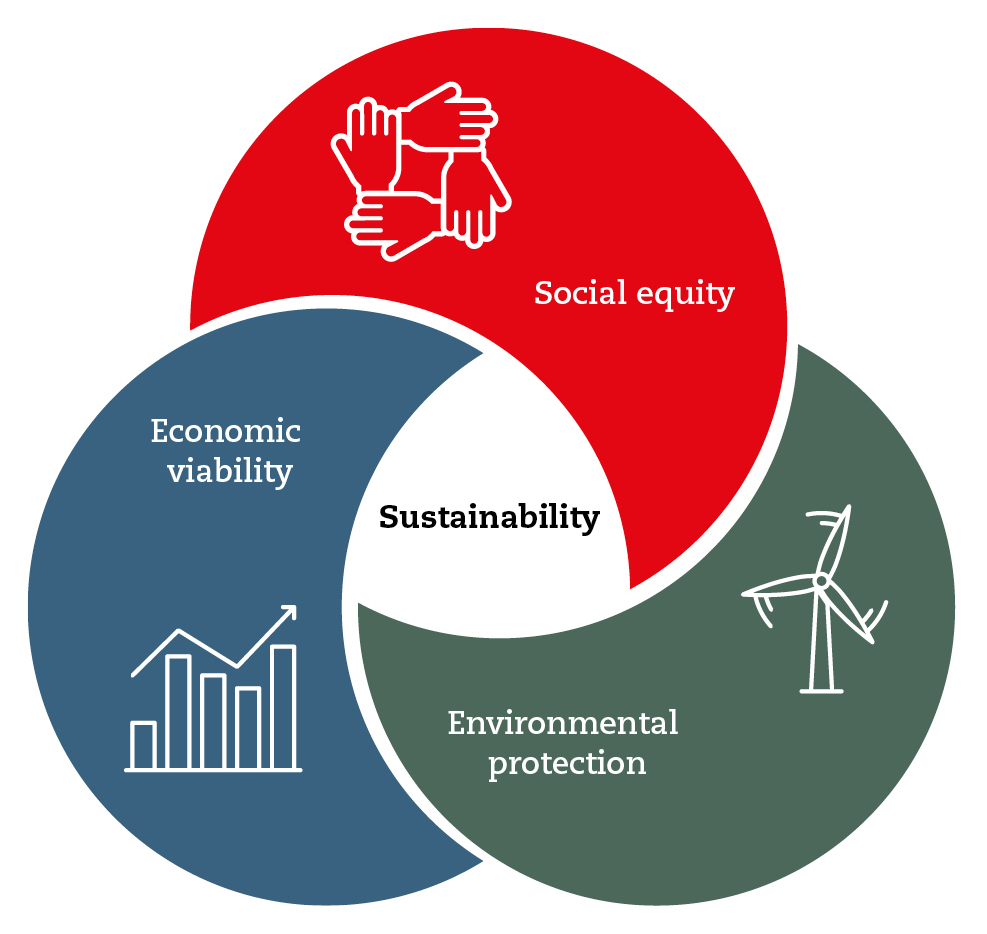 Social equity
Economic
viability
Sustainability
Environmental
protection